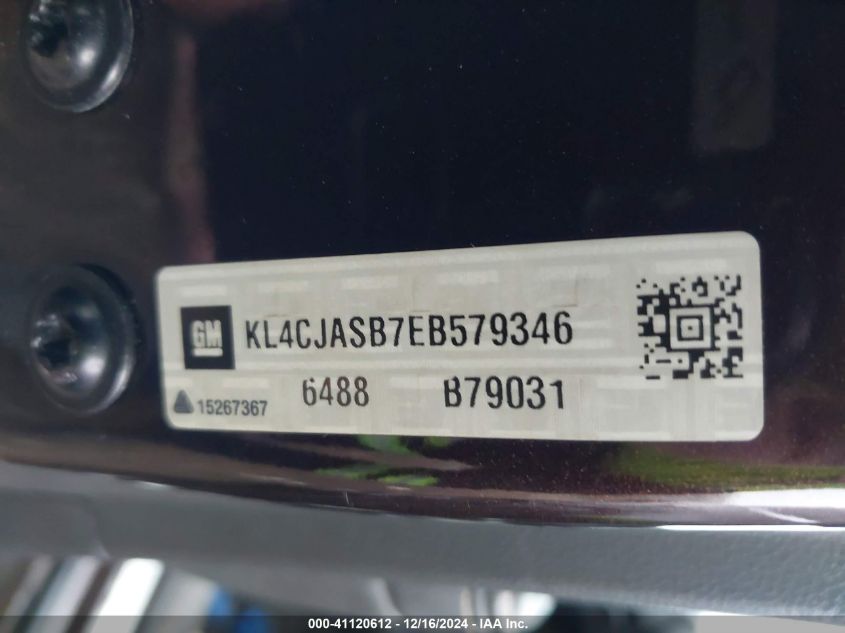 GM KL4CJASB7EB579346
15267367 6488 B79031
000-41120612 - 12/16/2024 - IAA Inc.